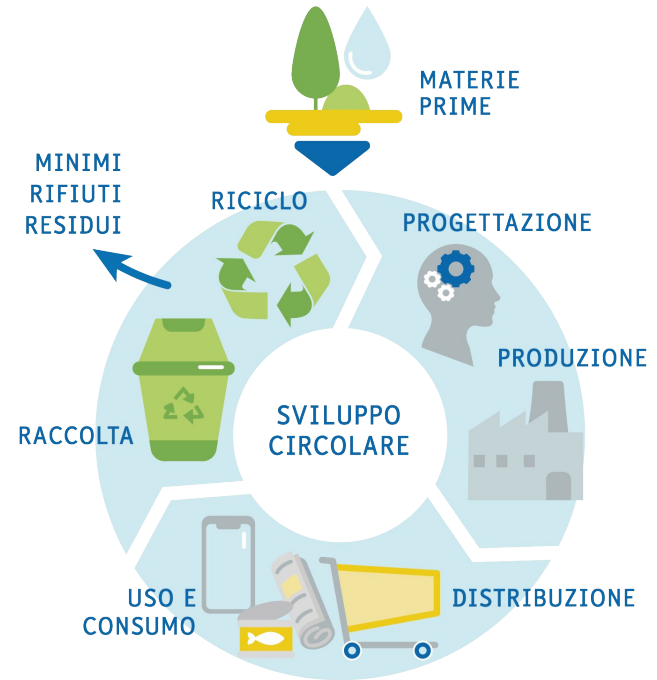 MATERIE
PRIME
MINIMI
RIFIUTI
RESIDUI
RICICLO
PROGETTAZIONE
PRODUZIONE
SVILUPPO
CIRCOLARE
RACCOLTA
USO E
CONSUMO
DISTRIBUZIONE